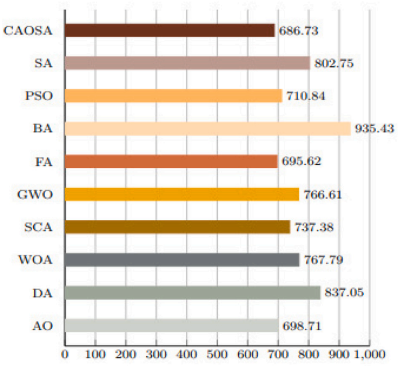 CAOSA 686.73
SA 802.75
PSO 710.84
BA 935.43
FA 695.62
GWO 766.61
SCA 737.38
WOA 767.79
DA 837.05
AO 698.71
0 100 200 300 400 500 600 700 800 900 1,000